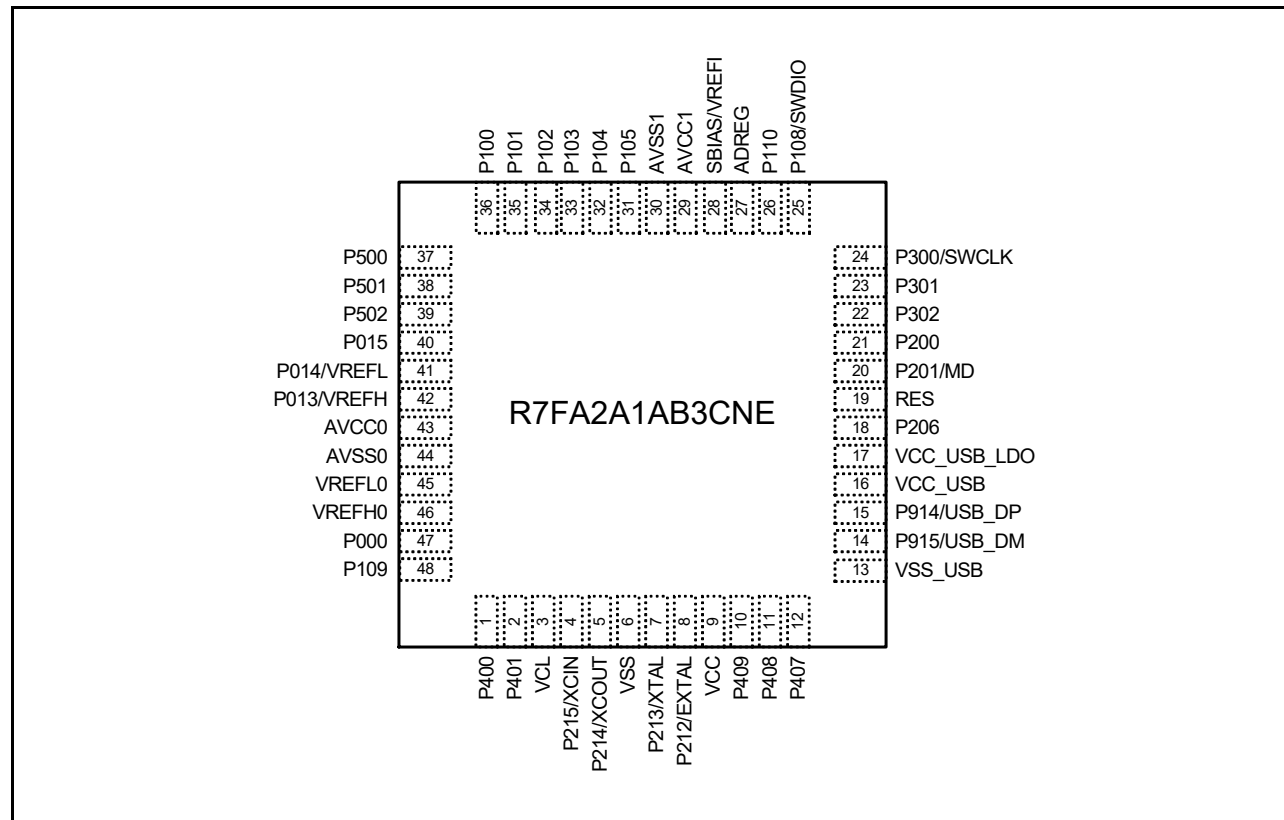 P100
P101
P102
P103
P104
P105
AVSS1
AVCC1
SBIAS/VREFI
ADREG
P110
P108/SWDIO
36
35
34
33
32
31
30
29
28
27
26
25
P500 37
P501 38
P502 39
P015 40
P014/VREFL 41
P013/VREFH 42
AVCC0 43
AVSS0 44
VREFL0 45
VREFH0 46
P000 47
P109 48
R7FA2A1AB3CNE
24 P300/SWCLK
23 P301
22 P302
21 P200
20 P201/MD
19 RES
18 P206
17 VCC_USB_LDO
16 VCC_USB
15 P914/USB_DP
14 P915/USB_DM
13 VSS_USB
1
2
3
4
5
6
7
8
9
10
11
12
P400
P401
VCL
P215/XCIN
P214/XCOUT
VSS
P213/XTAL
P212/EXTAL
VCC
P409
P408
P407